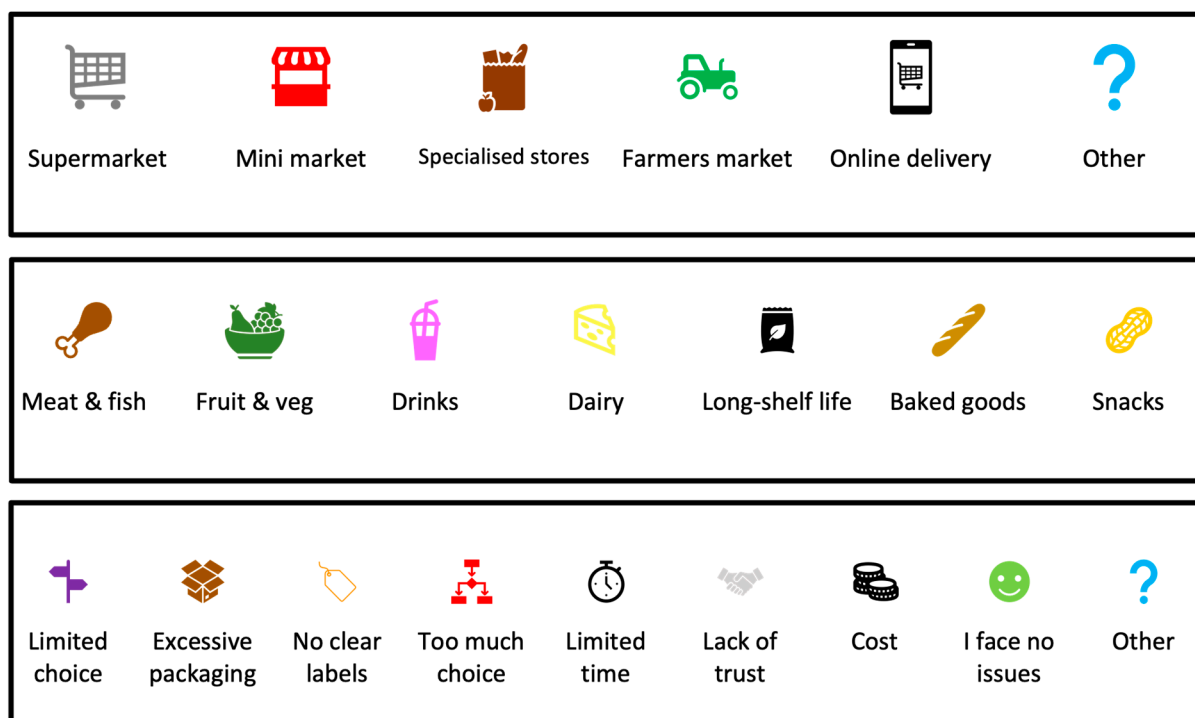 Supermarket
Mini market
Specialised stores
Farmers market
Online delivery
Other
Meat & fish
Fruit & veg
Drinks
Dairy
Long-shelf life
Baked goods
Snacks
Limited
choice
Excessive
packaging
No clear
labels
Too much
choice
Limited
time
Lack of
trust
Cost
I face no
issues
Other
?
?